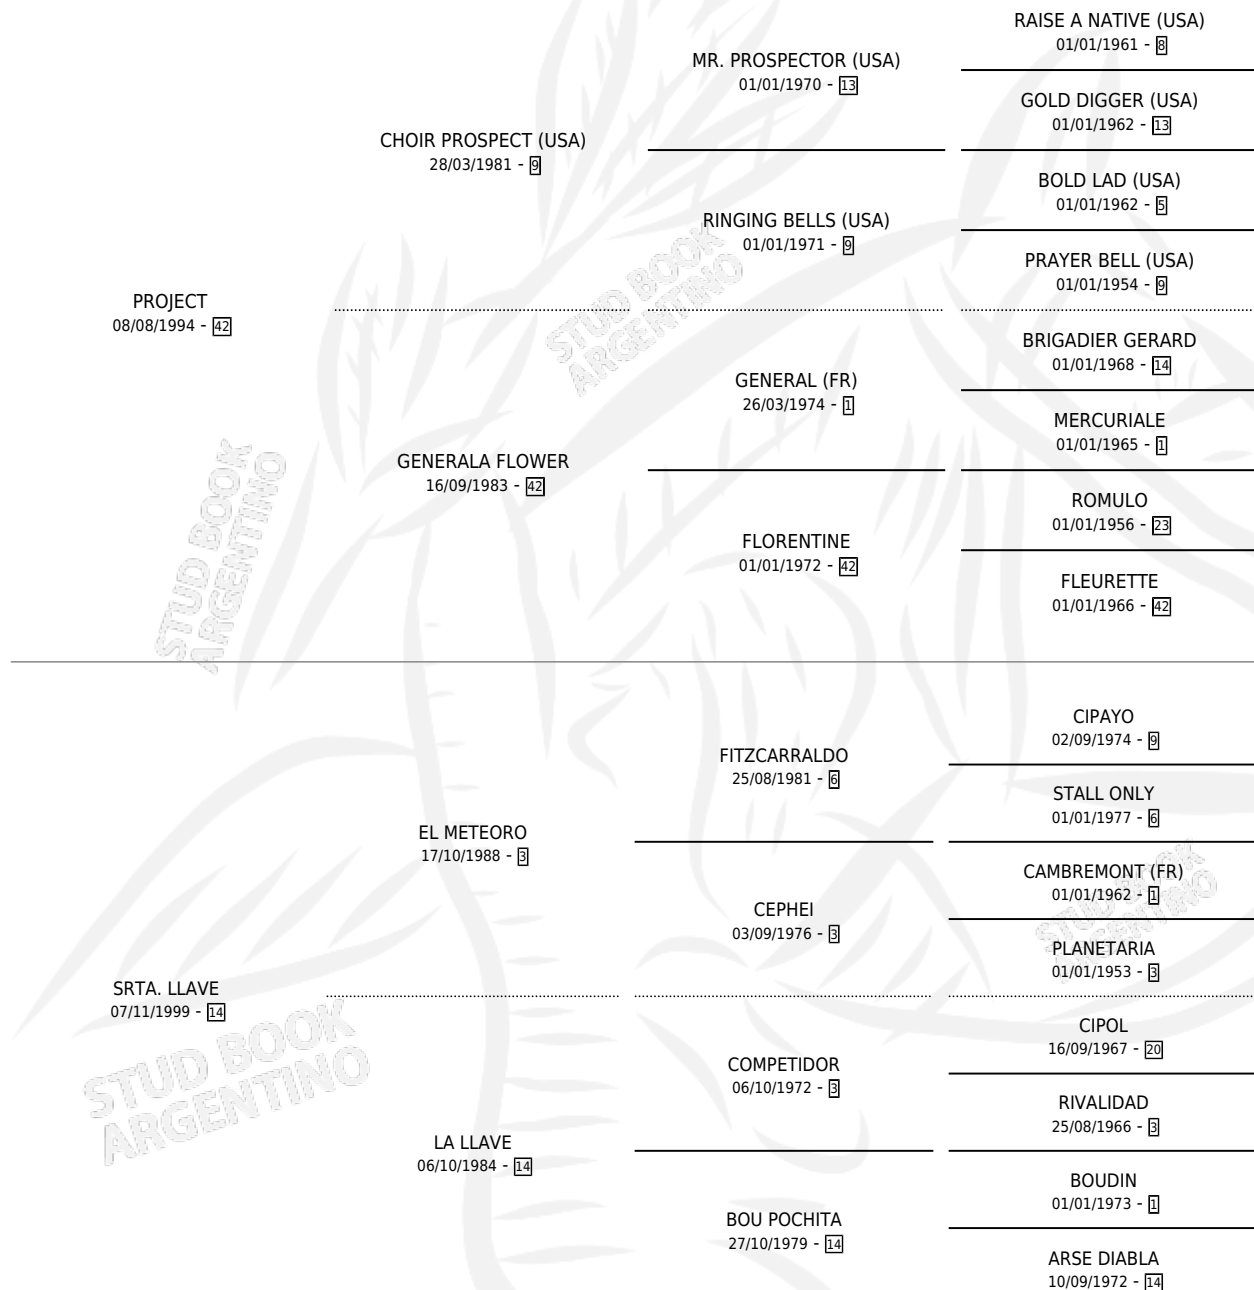 RAISE A NATIVE (USA)
01/01/1961 - 8
MR. PROSPECTOR (USA)
01/01/1970 - 13
GOLD DIGGER (USA)
01/01/1962 - 13
CHOIR PROSPECT (USA)
28/03/1981 - 9
BOLD LAD (USA)
01/01/1962 - 5
RINGING BELLS (USA)
01/01/1971 - 9
PRAYER BELL (USA)
01/01/1954 - 9
PROJECT
08/08/1994 - 42
BRIGADIER GERARD
01/01/1968 - 14
GENERAL (FR)
26/03/1974 - 1
MERCURIALE
01/01/1965 - 1
GENERALA FLOWER
16/09/1983 - 42
ROMULO
01/01/1956 - 23
FLORENTINE
01/01/1972 - 42
FLEURETTE
01/01/1966 - 42
CIPAYO
02/09/1974 - 9
FITZCARRALDO
25/08/1981 - 6
STALL ONLY
01/01/1977 - 6
EL METEORO
17/10/1988 - 3
CAMBREMONT (FR)
01/01/1962 - 1
CEPHEI
03/09/1976 - 3
PLANETARIA
01/01/1953 - 3
SRTA. LLAVE
07/11/1999 - 14
CIPOL
16/09/1967 - 20
COMPETIDOR
06/10/1972 - 3
RIVALIDAD
25/08/1966 - 3
LA LLAVE
06/10/1984 - 14
BOUDIN
01/01/1973 - 1
BOU POCHITA
27/10/1979 - 14
ARSE DIABLA
10/09/1972 - 14
STUD BOOK
ARGENTINO
STUD BOOK
ARGENTINO
STUD BOOK
ARGENTINO
STUD BOOK
ARGENTINO